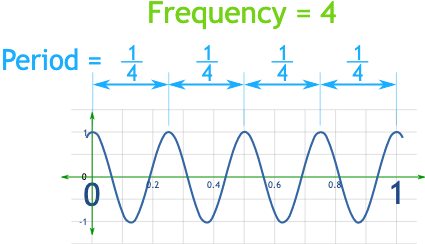 Frequency = 4
Period = 1/4 1/4 1/4 1/4
1
0
0 0.2 0.4 0.6 0.8 1
-1